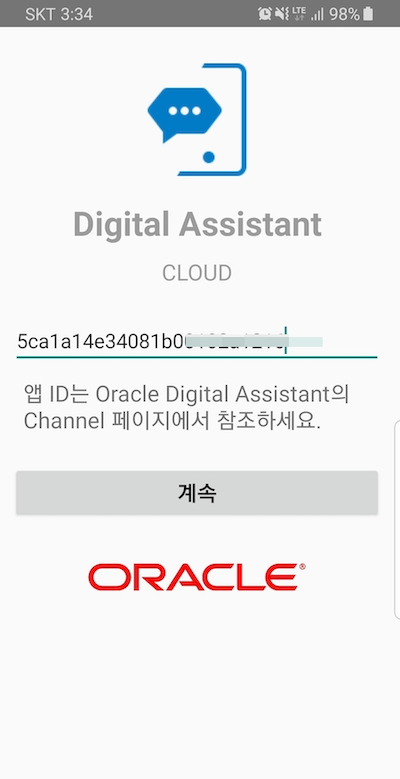 SKT 3:34
LTE
98%
Digital Assistant
CLOUD
앱 ID는 Oracle Digital Assistant의
Channel 페이지에서 참조하세요.
계속
ORACLE®